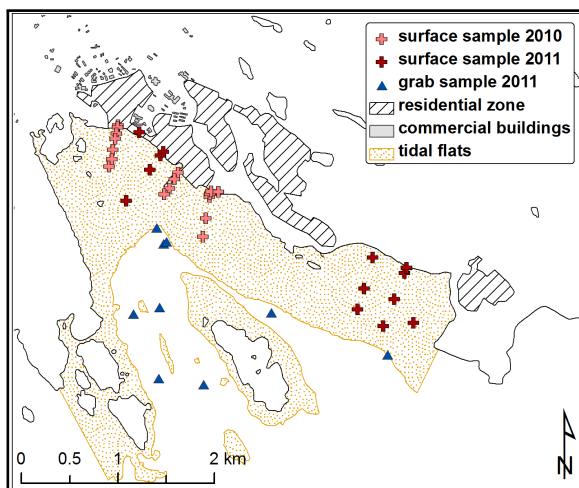 surface sample 2010
surface sample 2011
grab sample 2011
residential zone
commercial buildings
tidal flats
0 0.5 1 2 km
N